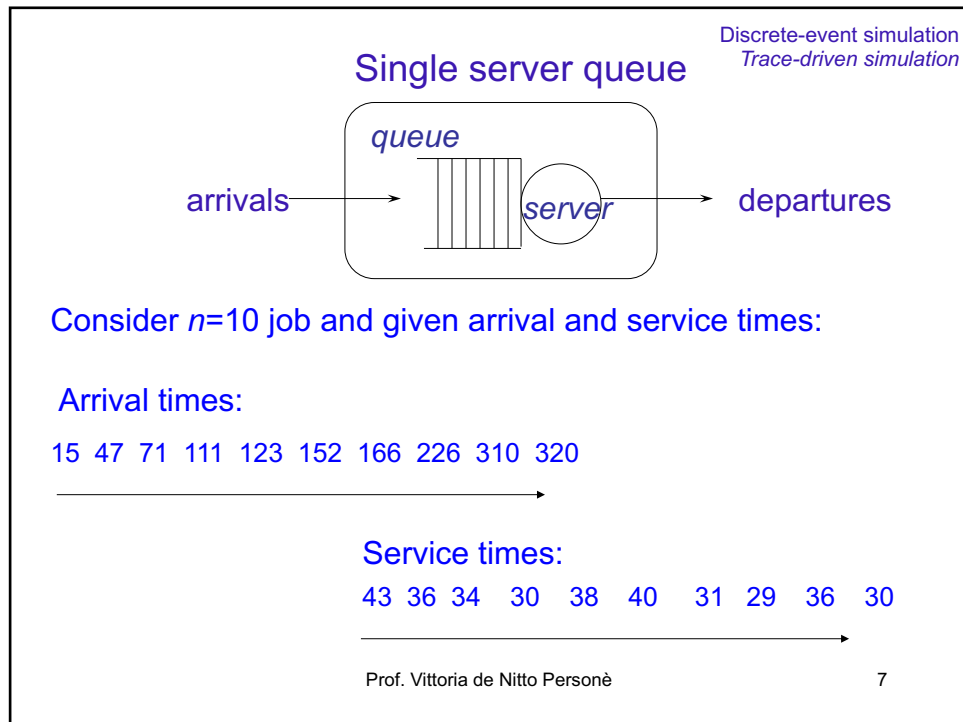 Discrete-event simulation
Trace-driven simulation
Single server queue
queue
arrivals
server
departures
Consider n=10 job and given arrival and service times:
Arrival times:
15 47 71 111 123 152 166 226 310 320
Service times:
43 36 34 30 38 40 31 29 36 30
Prof. Vittoria de Nitto Personè
7